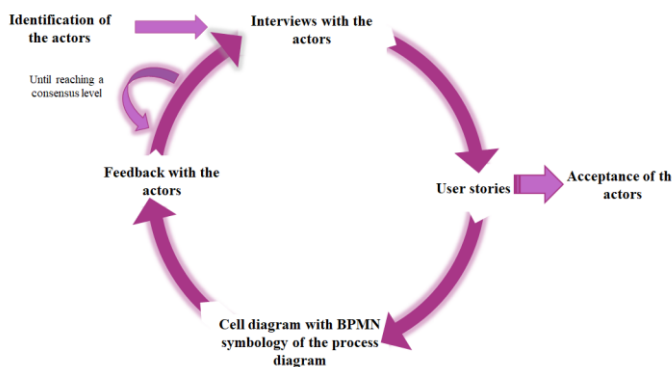 Identification of
the actors
Interviews with the
actors
Until reaching a
consensus level
Feedback with the
actors
User stories
Acceptance of th
actors
Cell diagram with BPMN
symbology of the process
diagram